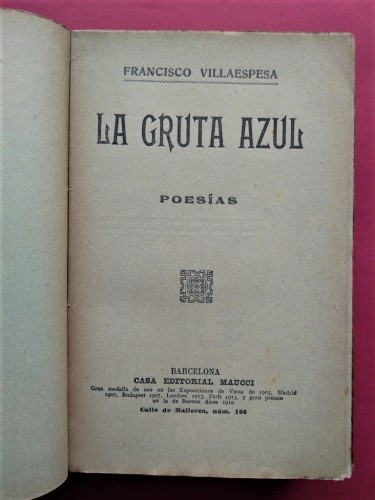 FRANCISCO VILLAESPESA
LA GRUTA AZUL
POESÍAS
BARCELONA
CASA EDITORIAL MAUCCI
Gran medalla de oro en las Exposiciones de Viena de 1903, Madrid
1907, Budapest 1907, Londres 1913, París 1913, y gran premio
en la de Buenos Aires 1910
Calle de Mallorca, núm. 166